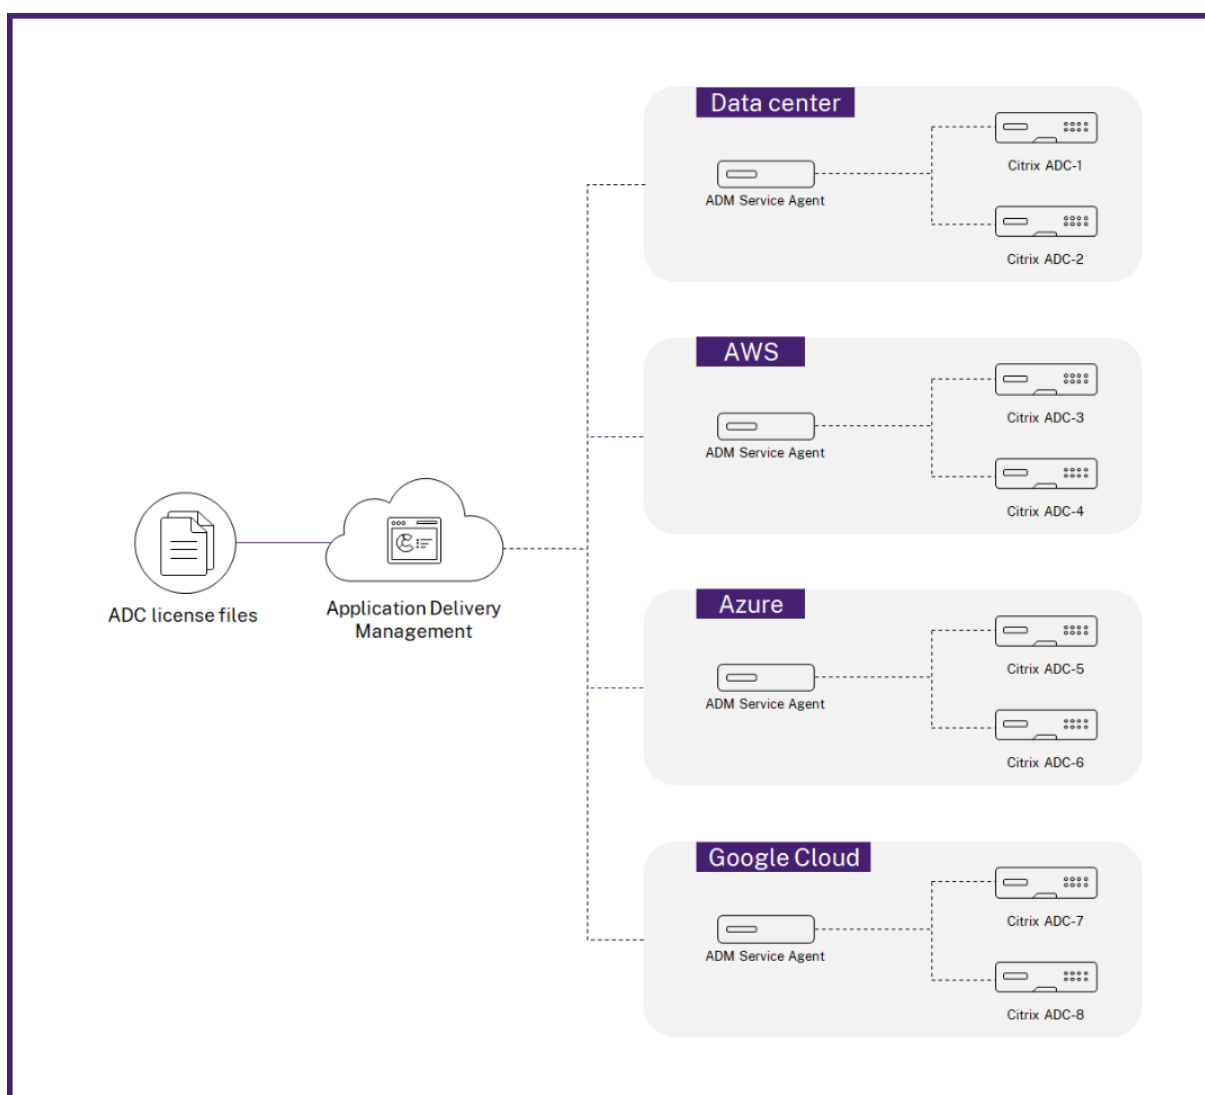 Data center
Citrix ADC-1
ADM Service Agent
Citrix ADC-2
AWS
Citrix ADC-3
ADM Service Agent
Citrix ADC-4
ADC license files
Application Delivery
Management
Azure
Citrix ADC-5
ADM Service Agent
Citrix ADC-6
Google Cloud
Citrix ADC-7
ADM Service Agent
Citrix ADC-8